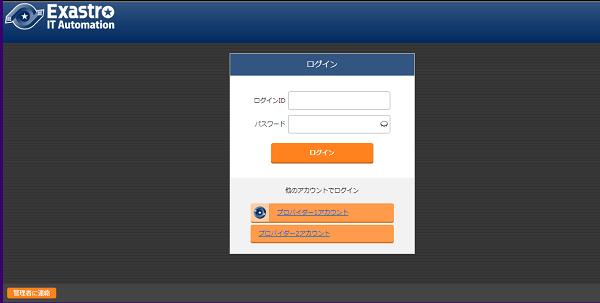 Exastro
IT Automation
ログイン
ログインID
パスワード
ログイン
他のアカウントでログイン
プロバイダー1アカウント
プロバイダー2アカウント
管理者に連絡